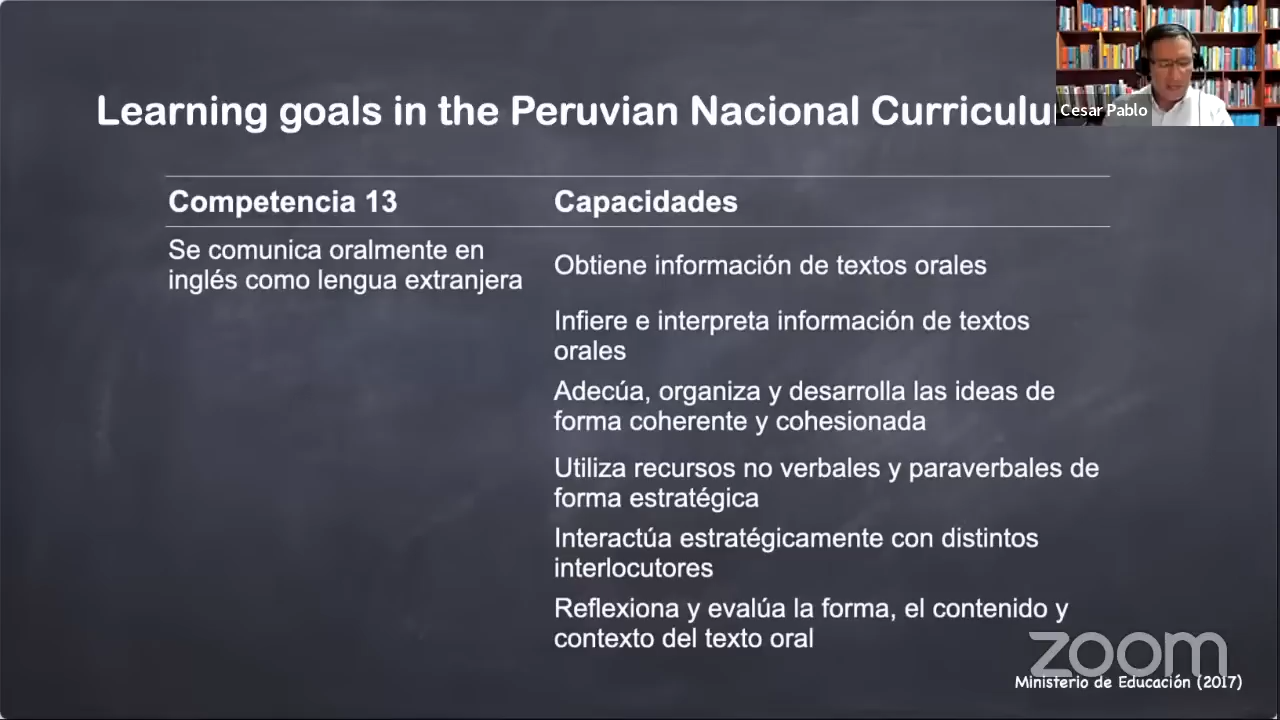 Learning goals in the Peruvian Nacional Curriculu
Cesar Pablo
Competencia 13
Capacidades
Se comunica oralmente en
inglés como lengua extranjera
Obtiene información de textos orales
Infiere e interpreta información de textos
orales
Adecúa, organiza y desarrolla las ideas de
forma coherente y cohesionada
Utiliza recursos no verbales y paraverbales de
forma estratégica
Interactúa estratégicamente con distintos
interlocutores
Reflexiona y evalúa la forma, el contenido y
contexto del texto oral
zoom
Ministerio de Educación (2017)